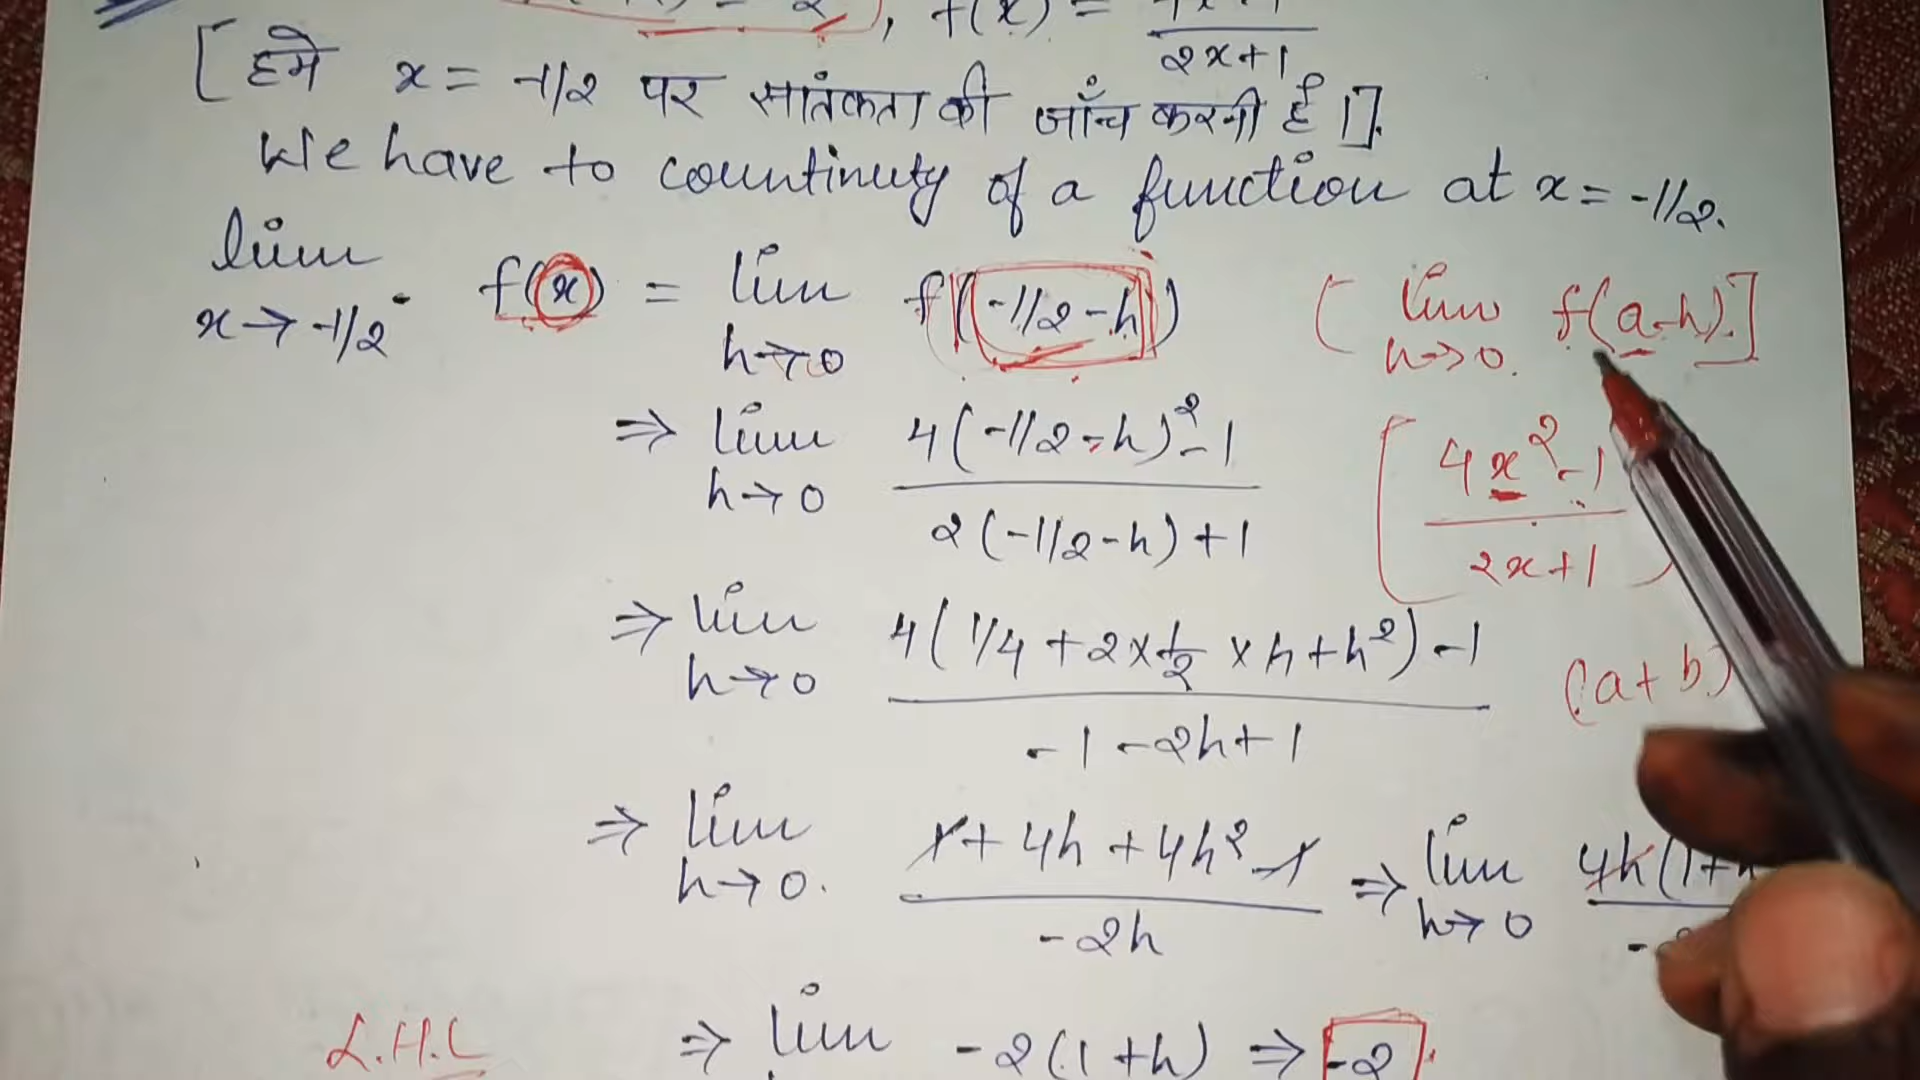 f(x) =
[हमे x = -1/2 पर सातंकता की जाँच करनी है।].
2x+1
We have to countinuty of a function at x = -1/2.
lim x→-1/2⁻ f(x) = lim h→0 f(-1/2-h) ( lim h→0. f(a-h).]
⇒ lim h→0 4(-1/2-h)²-1 / 2(-1/2-h)+1 [4x²-1 / 2x+1)
⇒ lim h→0 4(1/4+2×1/2×h+h²)-1 / -1-2h+1 (a+b)
⇒ lim h→0. 1+4h+4h²-1 / -2h ⇒ lim h→0 4h(1+
L.H.L ⇒ lim -2(1+h) ⇒ -2.